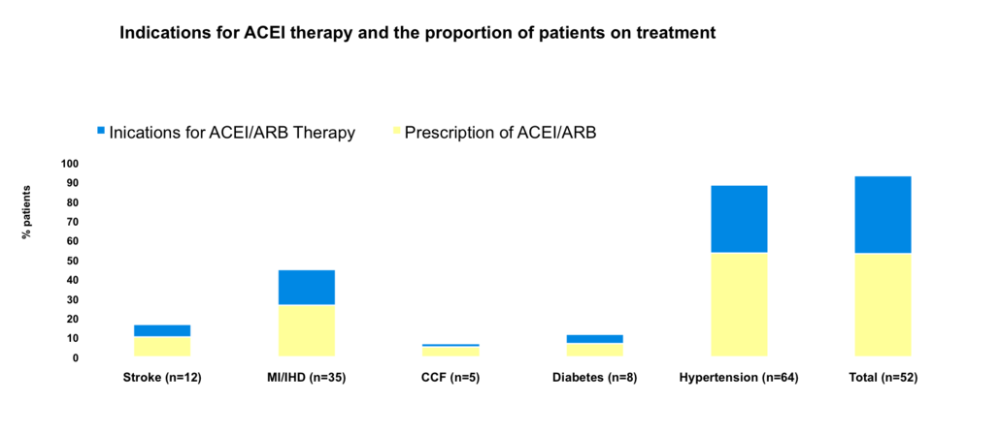 Indications for ACEI therapy and the proportion of patients on treatment
Inications for ACEI/ARB Therapy Prescription of ACEI/ARB
100
90
80
70
60
50
40
30
20
10
0
% patients
Stroke (n=12) MI/IHD (n=35) CCF (n=5) Diabetes (n=8) Hypertension (n=64) Total (n=52)